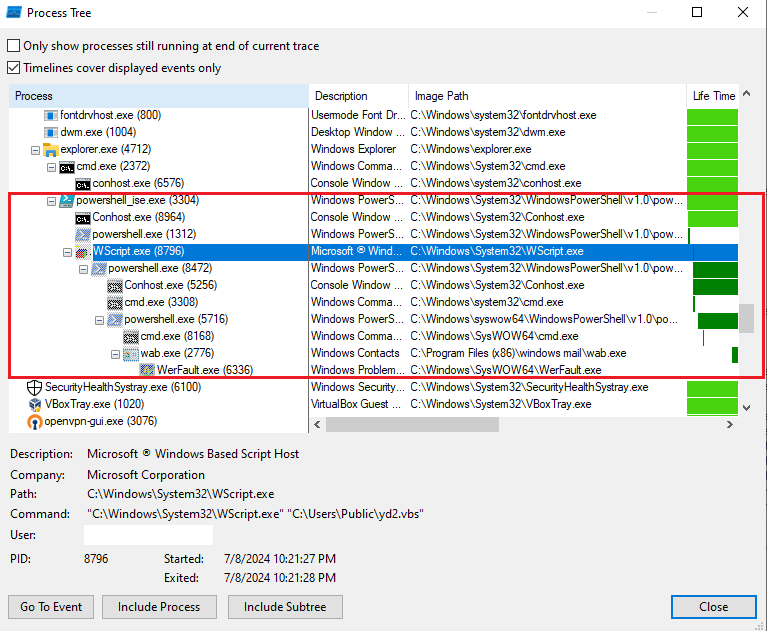 Process Tree
Only show processes still running at end of current trace
Timelines cover displayed events only
Process Description Image Path Life Time
fontdrvhost.exe (800) Usermode Font Dr... C:\Windows\system32\fontdrvhost.exe
dwm.exe (1004) Desktop Window ... C:\Windows\system32\dwm.exe
explorer.exe (4712) Windows Explorer C:\Windows\explorer.exe
cmd.exe (2372) Windows Comma... C:\Windows\System32\cmd.exe
conhost.exe (6576) Console Window ... C:\Windows\system32\conhost.exe
powershell_ise.exe (3304) Windows PowerS... C:\Windows\System32\WindowsPowerShell\v1.0\pow...
Conhost.exe (8964) Console Window ... C:\Windows\System32\Conhost.exe
powershell.exe (1312) Windows PowerS... C:\Windows\System32\WindowsPowerShell\v1.0\pow...
WScript.exe (8796) Microsoft ® Wind... C:\Windows\System32\WScript.exe
powershell.exe (8472) Windows PowerS... C:\Windows\System32\WindowsPowerShell\v1.0\pow...
Conhost.exe (5256) Console Window ... C:\Windows\System32\Conhost.exe
cmd.exe (3308) Windows Comma... C:\Windows\system32\cmd.exe
powershell.exe (5716) Windows PowerS... C:\Windows\syswow64\WindowsPowerShell\v1.0\po...
cmd.exe (8168) Windows Comma... C:\Windows\SysWOW64\cmd.exe
wab.exe (2776) Windows Contacts C:\Program Files (x86)\windows mail\wab.exe
WerFault.exe (6336) Windows Problem... C:\Windows\SysWOW64\WerFault.exe
SecurityHealthSystray.exe (6100) Windows Security... C:\Windows\System32\SecurityHealthSystray.exe
VBoxTray.exe (1020) VirtualBox Guest ... C:\Windows\System32\VBoxTray.exe
openvpn-gui.exe (3076)
Description: Microsoft ® Windows Based Script Host
Company: Microsoft Corporation
Path: C:\Windows\System32\WScript.exe
Command: "C:\Windows\System32\WScript.exe" "C:\Users\Public\yd2.vbs"
User:
PID: 8796 Started: 7/8/2024 10:21:27 PM
Exited: 7/8/2024 10:21:28 PM
Go To Event Include Process Include Subtree Close